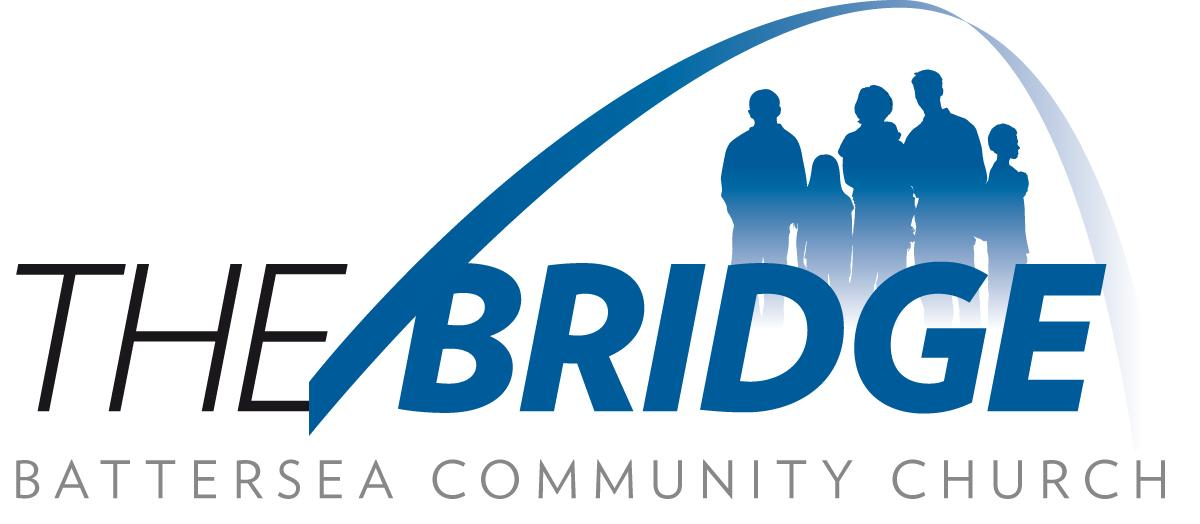 THE BRIDGE
BATTERSEA COMMUNITY CHURCH